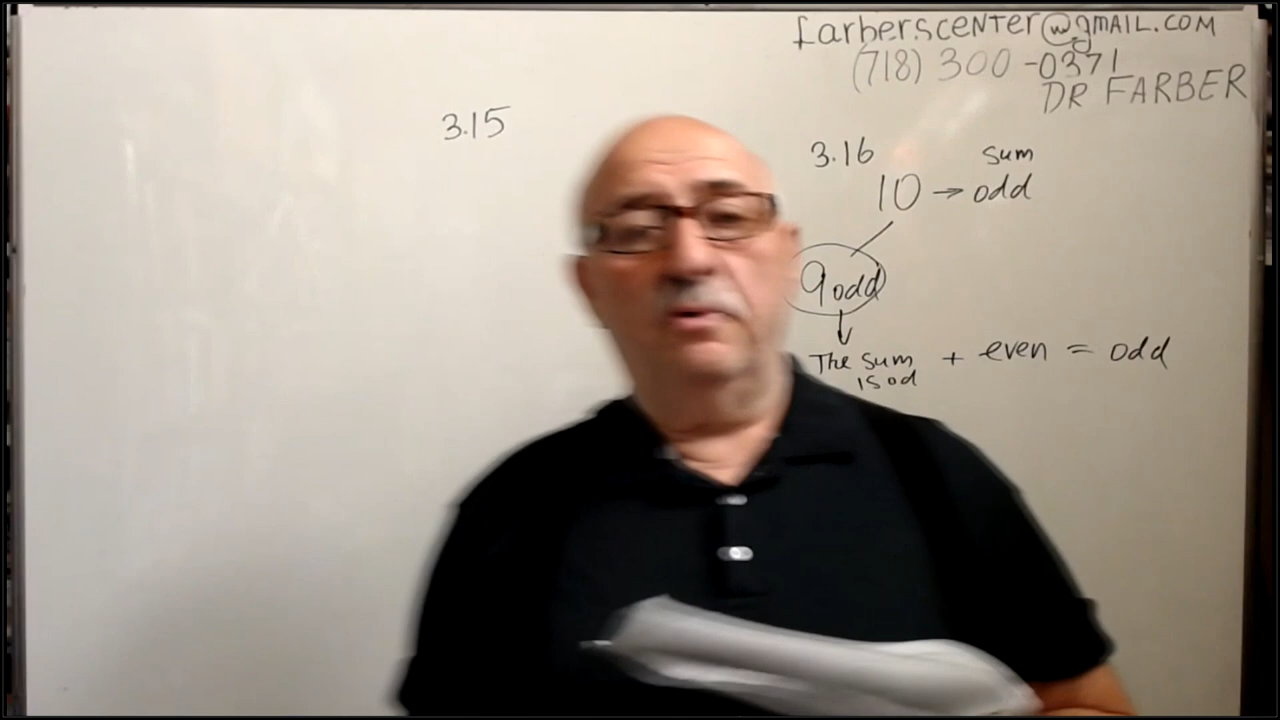 farberscenter@gmail.com
(718) 300-0371
DR FARBER
3.15
3.16
sum
10 → odd
9 odd
The sum + even = odd
is od